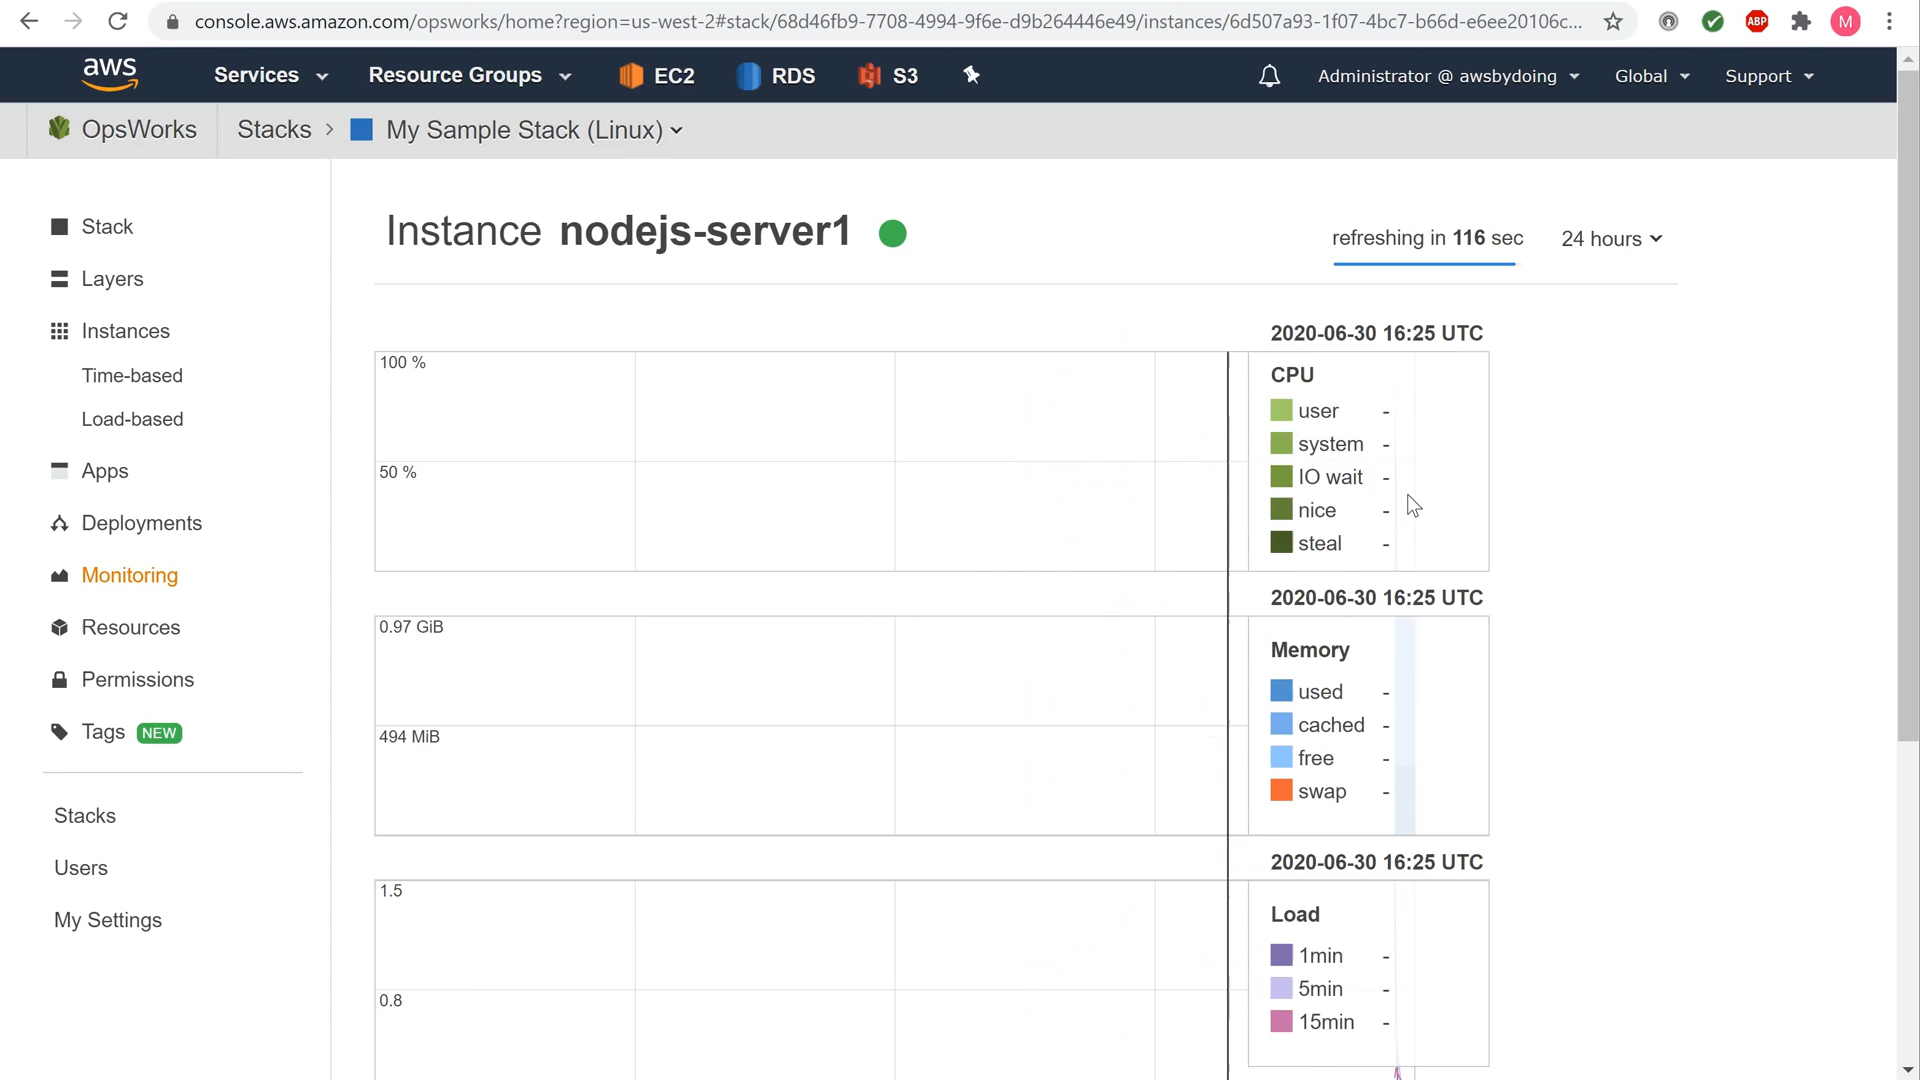 console.aws.amazon.com/opsworks/home?region=us-west-2#stack/68d46fb9-7708-4994-9f6e-d9b264446e49/instances/6d507a93-1f07-4bc7-b66d-e6ee20106c...
ABP
M
aws
Services
Resource Groups
EC2
RDS
S3
Administrator @ awsbydoing
Global
Support
OpsWorks
Stacks
My Sample Stack (Linux)
Stack
Layers
Instances
Time-based
Load-based
Apps
Deployments
Monitoring
Resources
Permissions
Tags NEW
Stacks
Users
My Settings
Instance nodejs-server1
refreshing in 116 sec
24 hours
2020-06-30 16:25 UTC
100 %
50 %
CPU
user -
system -
IO wait -
nice -
steal -
2020-06-30 16:25 UTC
0.97 GiB
494 MiB
Memory
used -
cached -
free -
swap -
2020-06-30 16:25 UTC
1.5
0.8
Load
1min -
5min -
15min -